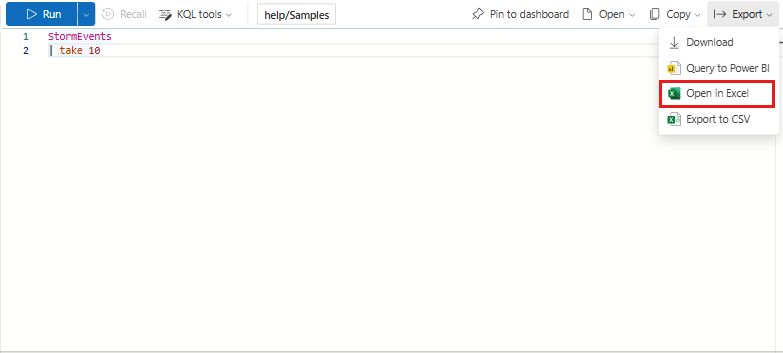 Run Recall KQL tools help/Samples Pin to dashboard Open Copy Export
1 StormEvents
2 | take 10
Download
Query to Power BI
Open in Excel
Export to CSV